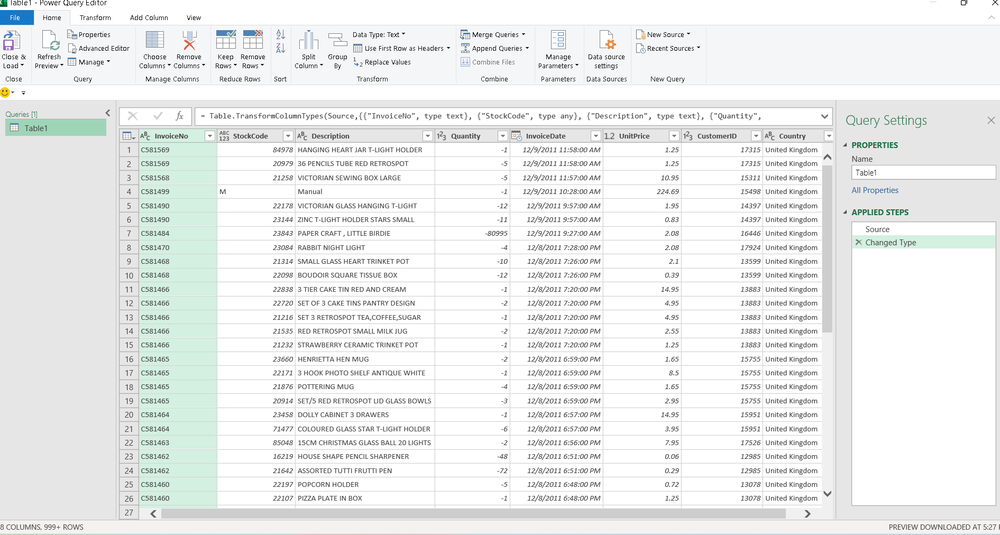 Table1 - Power Query Editor
File Home Transform Add Column View
Close & Load
Close
Refresh Preview
Properties
Advanced Editor
Manage
Query
Choose Columns
Remove Columns
Manage Columns
Keep Rows
Remove Rows
Reduce Rows
Sort
Split Column
Group By
Data Type: Text
Use First Row as Headers
Replace Values
Transform
Merge Queries
Append Queries
Combine Files
Combine
Manage Parameters
Parameters
Data source settings
Data Sources
New Source
Recent Sources
New Query
Queries [1]
Table1
fx
= Table.TransformColumnTypes(Source,{{"InvoiceNo", type text}, {"StockCode", type any}, {"Description", type text}, {"Quantity",
ABC InvoiceNo ABC 123 StockCode ABC Description 123 Quantity InvoiceDate 1.2 UnitPrice 123 CustomerID ABC Country
1 C581569 84978 HANGING HEART JAR T-LIGHT HOLDER -1 12/9/2011 11:58:00 AM 1.25 17315 United Kingdom
2 C581569 20979 36 PENCILS TUBE RED RETROSPOT -5 12/9/2011 11:58:00 AM 1.25 17315 United Kingdom
3 C581568 21258 VICTORIAN SEWING BOX LARGE -5 12/9/2011 11:57:00 AM 10.95 15311 United Kingdom
4 C581499 M Manual -1 12/9/2011 10:28:00 AM 224.69 15498 United Kingdom
5 C581490 22178 VICTORIAN GLASS HANGING T-LIGHT -12 12/9/2011 9:57:00 AM 1.95 14397 United Kingdom
6 C581490 23144 ZINC T-LIGHT HOLDER STARS SMALL -11 12/9/2011 9:57:00 AM 0.83 14397 United Kingdom
7 C581484 23843 PAPER CRAFT , LITTLE BIRDIE -80995 12/9/2011 9:27:00 AM 2.08 16446 United Kingdom
8 C581470 23084 RABBIT NIGHT LIGHT -4 12/8/2011 7:28:00 PM 2.08 17924 United Kingdom
9 C581468 21314 SMALL GLASS HEART TRINKET POT -10 12/8/2011 7:26:00 PM 2.1 13599 United Kingdom
10 C581468 22098 BOUDOIR SQUARE TISSUE BOX -12 12/8/2011 7:26:00 PM 0.39 13599 United Kingdom
11 C581466 22838 3 TIER CAKE TIN RED AND CREAM -1 12/8/2011 7:20:00 PM 14.95 13883 United Kingdom
12 C581466 22720 SET OF 3 CAKE TINS PANTRY DESIGN -2 12/8/2011 7:20:00 PM 4.95 13883 United Kingdom
13 C581466 21216 SET 3 RETROSPOT TEA,COFFEE,SUGAR -1 12/8/2011 7:20:00 PM 4.95 13883 United Kingdom
14 C581466 21535 RED RETROSPOT SMALL MILK JUG -2 12/8/2011 7:20:00 PM 2.55 13883 United Kingdom
15 C581466 21232 STRAWBERRY CERAMIC TRINKET POT -1 12/8/2011 7:20:00 PM 1.25 13883 United Kingdom
16 C581465 23660 HENRIETTA HEN MUG -2 12/8/2011 6:59:00 PM 1.65 15755 United Kingdom
17 C581465 22171 3 HOOK PHOTO SHELF ANTIQUE WHITE -1 12/8/2011 6:59:00 PM 8.5 15755 United Kingdom
18 C581465 21876 POTTERING MUG -4 12/8/2011 6:59:00 PM 1.65 15755 United Kingdom
19 C581465 20914 SET/5 RED RETROSPOT LID GLASS BOWLS -3 12/8/2011 6:59:00 PM 2.95 15755 United Kingdom
20 C581464 23458 DOLLY CABINET 3 DRAWERS -1 12/8/2011 6:57:00 PM 14.95 15951 United Kingdom
21 C581464 71477 COLOURED GLASS STAR T-LIGHT HOLDER -6 12/8/2011 6:57:00 PM 3.95 15951 United Kingdom
22 C581463 85048 15CM CHRISTMAS GLASS BALL 20 LIGHTS -2 12/8/2011 6:56:00 PM 7.95 17526 United Kingdom
23 C581462 16219 HOUSE SHAPE PENCIL SHARPENER -48 12/8/2011 6:51:00 PM 0.06 12985 United Kingdom
24 C581462 21642 ASSORTED TUTTI FRUTTI PEN -72 12/8/2011 6:51:00 PM 0.29 12985 United Kingdom
25 C581460 22197 POPCORN HOLDER -5 12/8/2011 6:48:00 PM 0.72 13078 United Kingdom
26 C581460 22107 PIZZA PLATE IN BOX -1 12/8/2011 6:48:00 PM 1.25 13078 United Kingdom
27
Query Settings
PROPERTIES
Name
Table1
All Properties
APPLIED STEPS
Source
Changed Type
8 COLUMNS, 999+ ROWS
PREVIEW DOWNLOADED AT 5:27